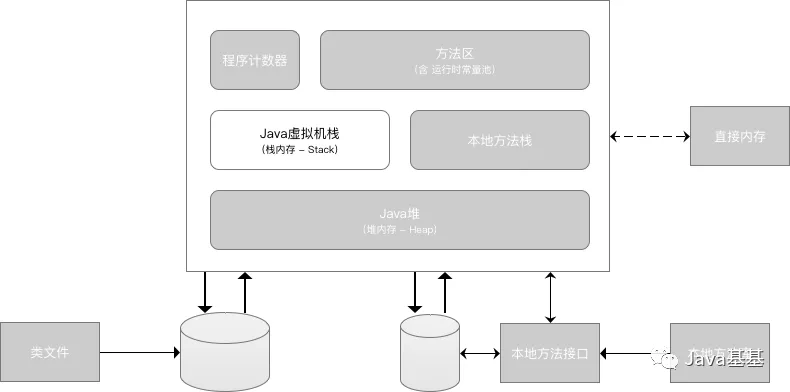 程序计数器
方法区
（含 运行时常量池）
Java虚拟机栈
（栈内存 – Stack）
本地方法栈
直接内存
Java堆
（堆内存 – Heap）
类文件
本地方法接口
Java基基